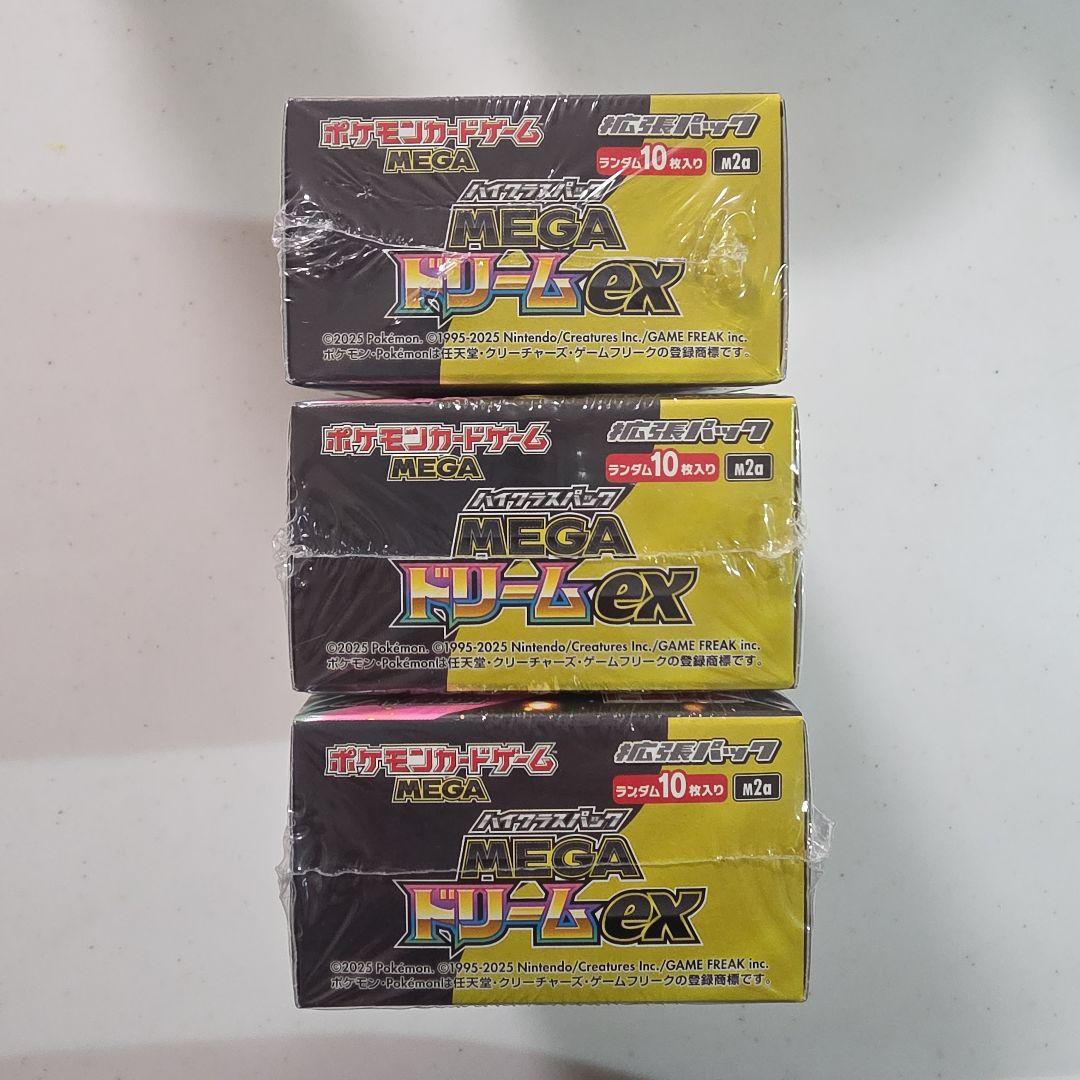 ポケモンカードゲーム
MEGA
拡張パック
ランダム10枚入り M2a
ハイクラスパック
MEGA
ドリームex
©2025 Pokémon. ©1995-2025 Nintendo/Creatures Inc./GAME FREAK inc.
ポケモン・Pokémonは任天堂・クリーチャーズ・ゲームフリークの登録商標です。
ポケモンカードゲーム
MEGA
拡張パック
ランダム10枚入り M2a
ハイクラスパック
MEGA
ドリームex
©2025 Pokémon. ©1995-2025 Nintendo/Creatures Inc./GAME FREAK inc.
ポケモン・Pokémonは任天堂・クリーチャーズ・ゲームフリークの登録商標です。
ポケモンカードゲーム
MEGA
拡張パック
ランダム10枚入り M2a
ハイクラスパック
MEGA
ドリームex
©2025 Pokémon. ©1995-2025 Nintendo/Creatures Inc./GAME FREAK inc.
ポケモン・Pokémonは任天堂・クリーチャーズ・ゲームフリークの登録商標です。